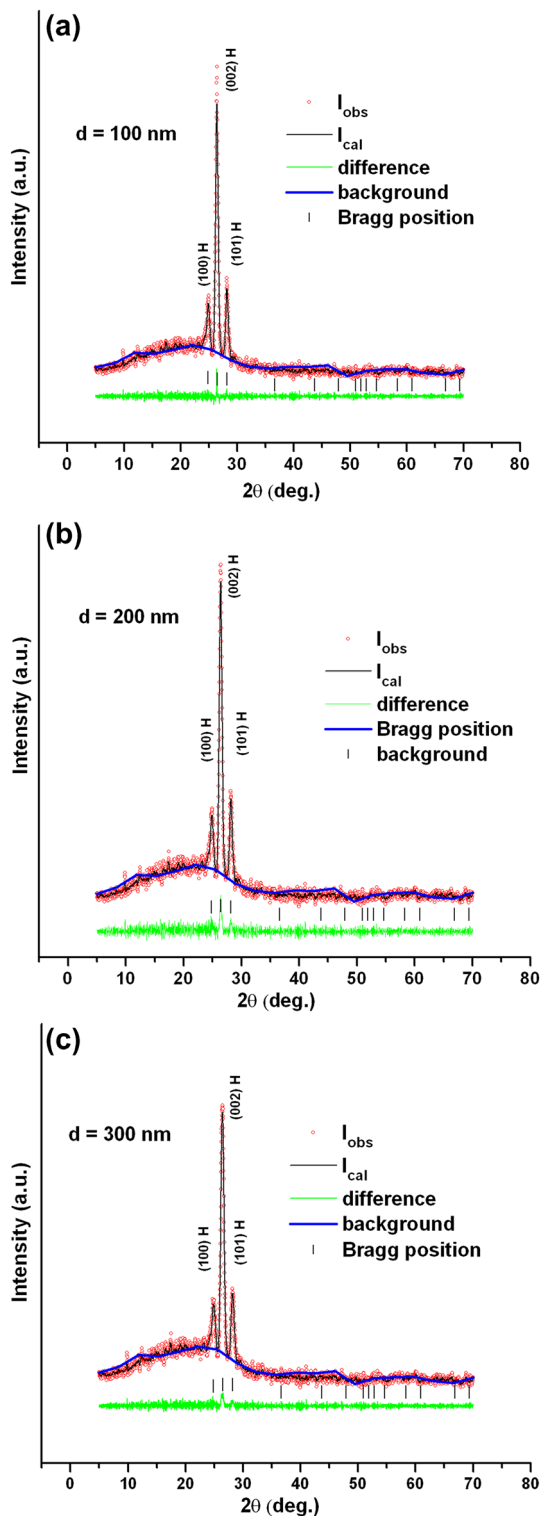 (a)
(002) H
d = 100 nm
(100) H
(101) H
I_obs
I_cal
difference
background
Bragg position
Intensity (a.u.)
0 10 20 30 40 50 60 70 80
2θ (deg.)
(b)
(002) H
d = 200 nm
(100) H
(101) H
I_obs
I_cal
difference
Bragg position
background
Intensity (a.u.)
0 10 20 30 40 50 60 70 80
2θ (deg.)
(c)
(002) H
d = 300 nm
(100) H
(101) H
I_obs
I_cal
difference
background
Bragg position
Intensity (a.u.)
0 10 20 30 40 50 60 70 80
2θ (deg.)